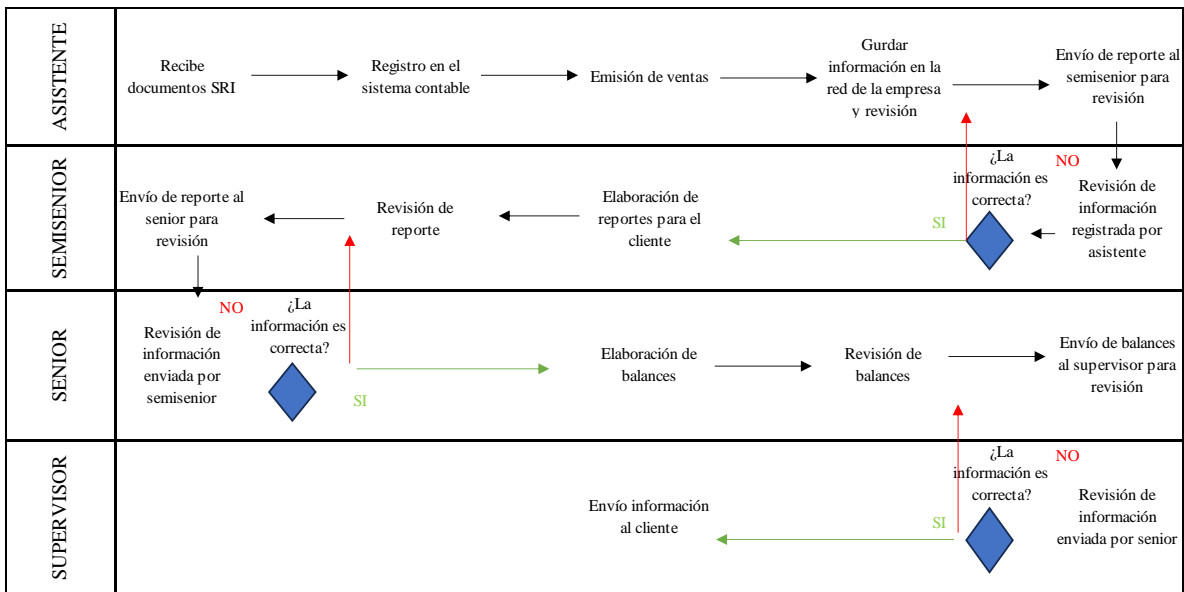 ASISTENTE
Recibe
documentos SRI
Registro en el
sistema contable
Emisión de ventas
Gurdar
información en la
red de la empresa
y revisión
Envío de reporte al
semisenior para
revisión
SEMISENIOR
Envío de reporte al
senior para
revisión
Revisión de
reporte
Elaboración de
reportes para el
cliente
SI
¿La
información es
correcta?
NO
Revisión de
información
registrada por
asistente
SENIOR
Revisión de
información
enviada por
semisenior
NO
¿La
información es
correcta?
SI
Elaboración de
balances
Revisión de
balances
Envío de balances
al supervisor para
revisión
SUPERVISOR
Envío información
al cliente
SI
¿La
información es
correcta?
NO
Revisión de
información
enviada por senior